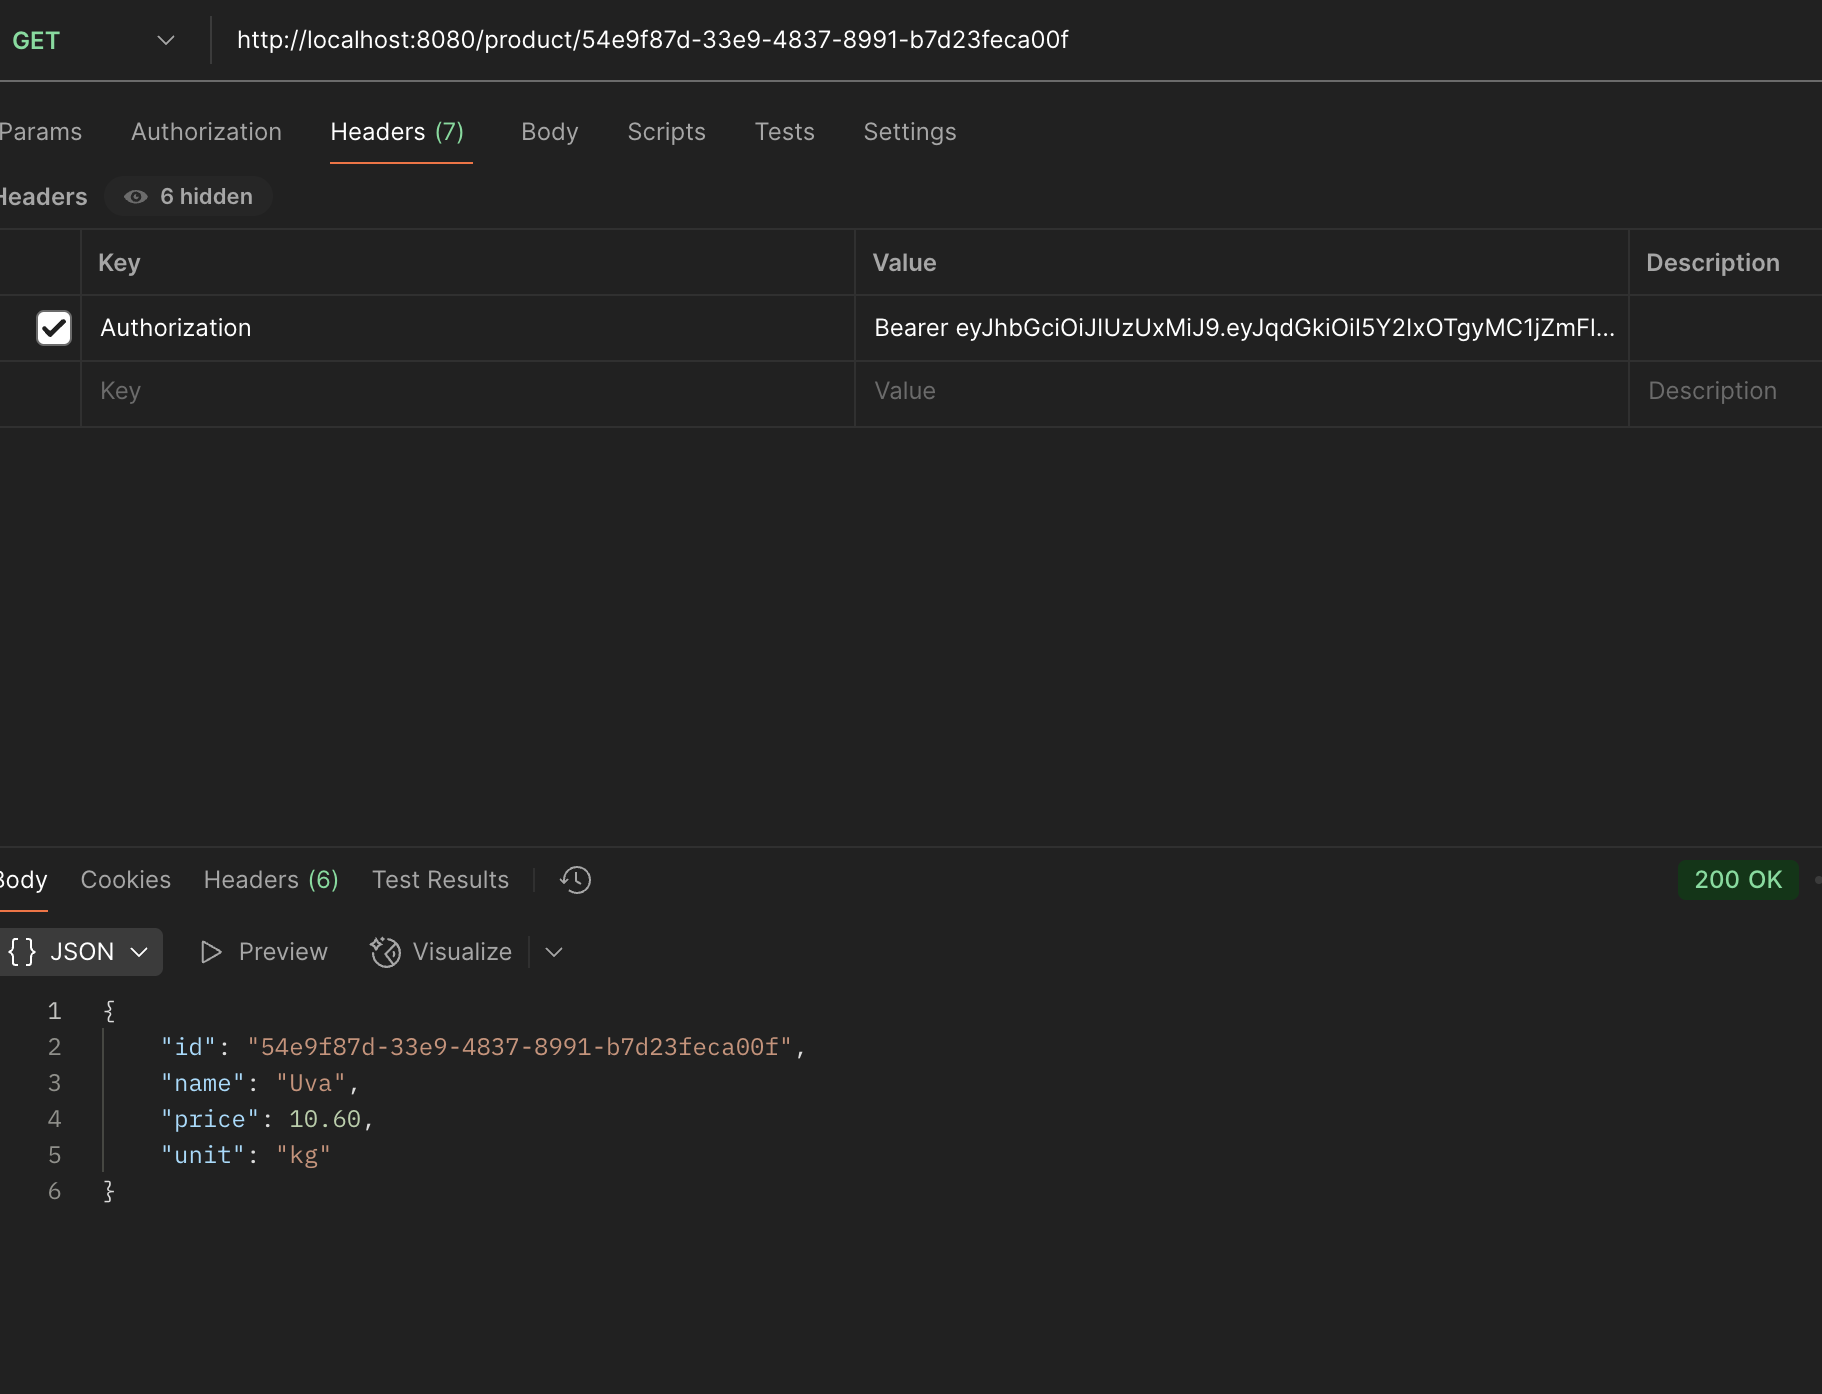 GET http://localhost:8080/product/54e9f87d-33e9-4837-8991-b7d23feca00f
Params Authorization Headers (7) Body Scripts Tests Settings
Headers 6 hidden
Key Value Description
Authorization Bearer eyJhbGciOiJIUzUxMiJ9.eyJqdGkiOiI5Y2IxOTgyMC1jZmFl...
Key Value Description
Body Cookies Headers (6) Test Results 200 OK
{} JSON Preview Visualize
1 {
2 "id": "54e9f87d-33e9-4837-8991-b7d23feca00f",
3 "name": "Uva",
4 "price": 10.60,
5 "unit": "kg"
6 }